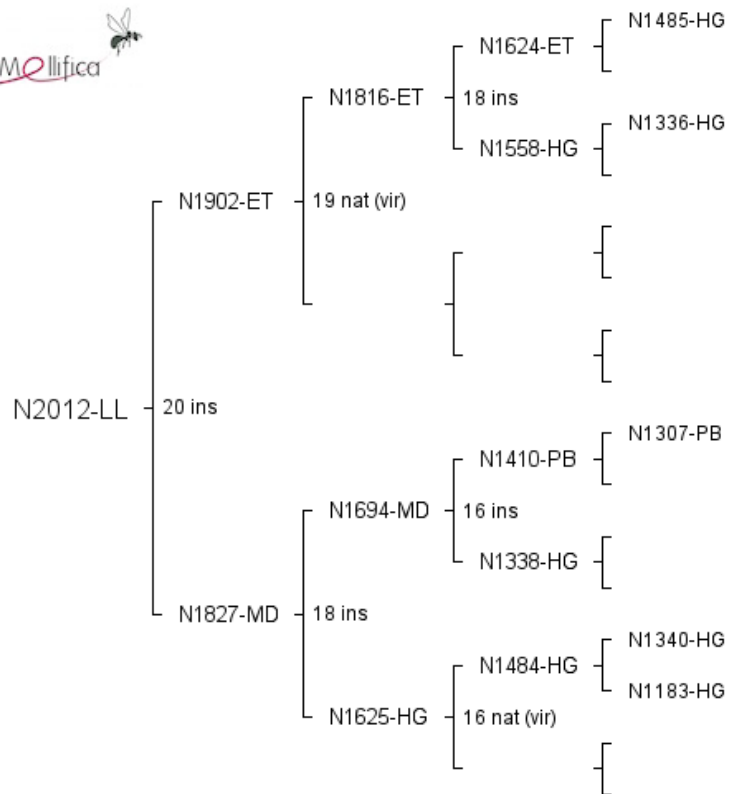 Mellifica
N1485-HG
N1624-ET
N1816-ET
18 ins
N1558-HG
N1336-HG
N1902-ET
19 nat (vir)
N2012-LL
20 ins
N1410-PB
N1307-PB
N1694-MD
16 ins
N1338-HG
N1827-MD
18 ins
N1340-HG
N1484-HG
N1183-HG
N1625-HG
16 nat (vir)